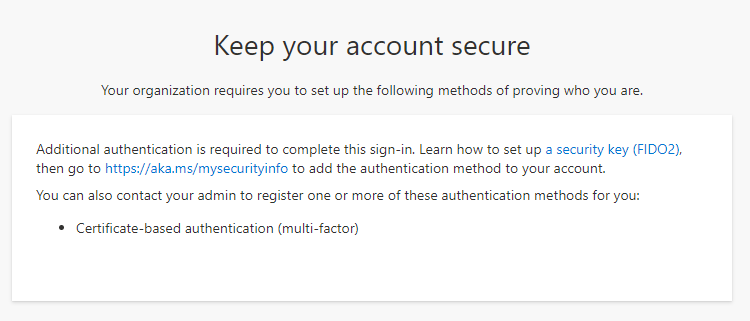 Keep your account secure
Your organization requires you to set up the following methods of proving who you are.
Additional authentication is required to complete this sign-in. Learn how to set up a security key (FIDO2),
then go to https://aka.ms/mysecurityinfo to add the authentication method to your account.
You can also contact your admin to register one or more of these authentication methods for you:
• Certificate-based authentication (multi-factor)